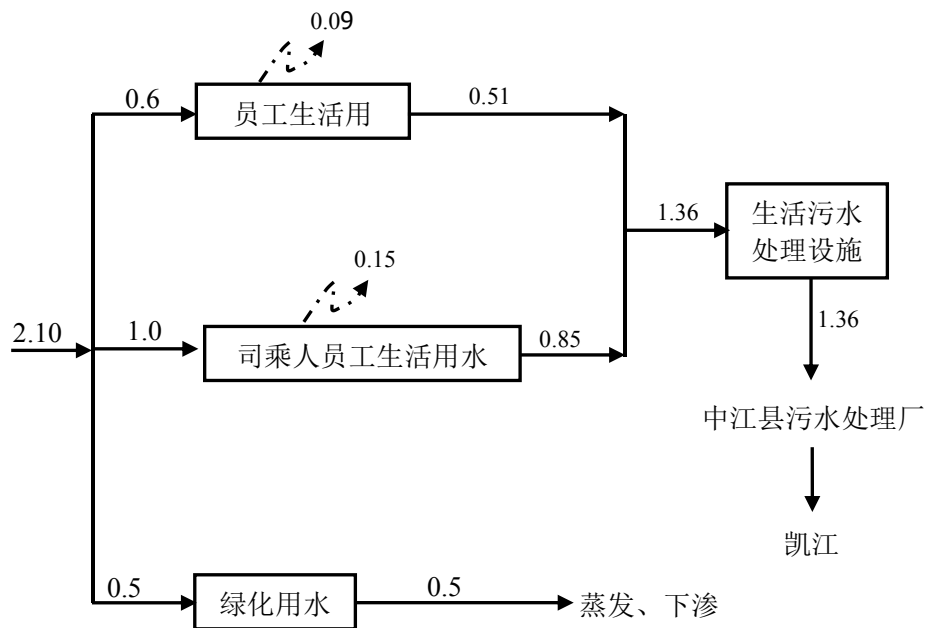 0.09
0.6
员工生活用
0.51
1.36
生活污水
处理设施
0.15
2.10
1.0
司乘人员工生活用水
0.85
1.36
中江县污水处理厂
凯江
0.5
绿化用水
0.5
蒸发、下渗